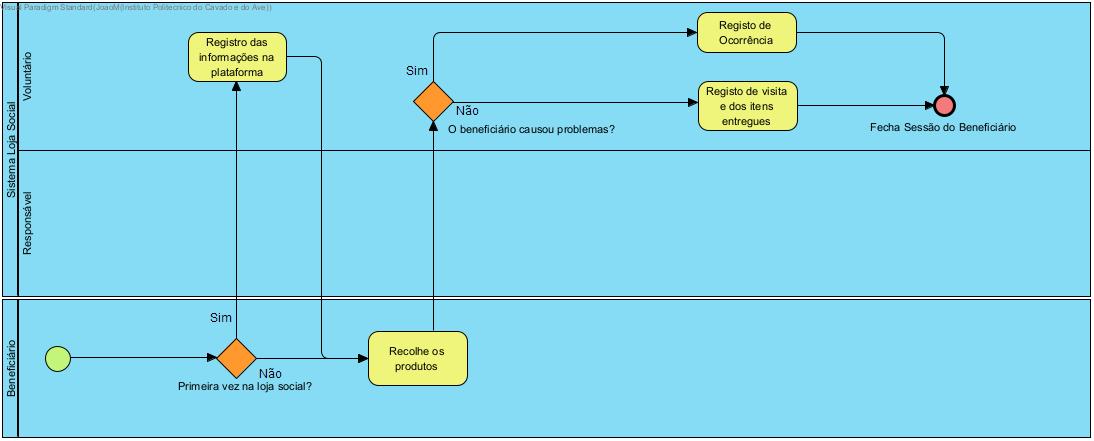 Visual Paradigm Standard(JoaoM(Instituto Politecnico do Cavado e do Ave))
Sistema Loja Social
Voluntário
Registro das
informações na
plataforma
Sim
Não
O beneficiário causou problemas?
Registo de
Ocorrência
Registo de visita
e dos itens
entregues
Fecha Sessão do Beneficiário
Responsável
Beneficiário
Sim
Não
Primeira vez na loja social?
Recolhe os
produtos